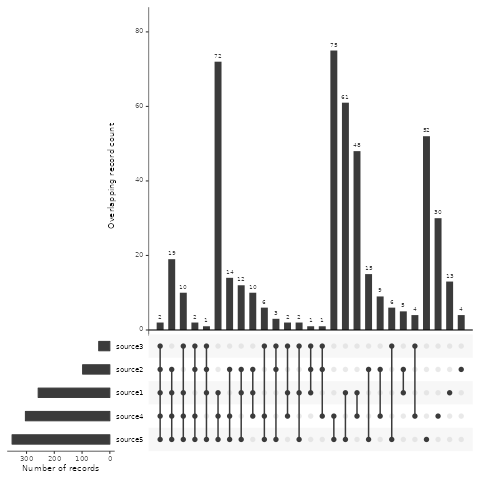 Overlapping record count
80
60
40
20
0
2 19 10 2 1 72 14 12 10 6 3 2 2 1 1 75 61 48 15 9 6 5 4 52 30 13 4
source3
source2
source1
source4
source5
300 200 100 0
Number of records